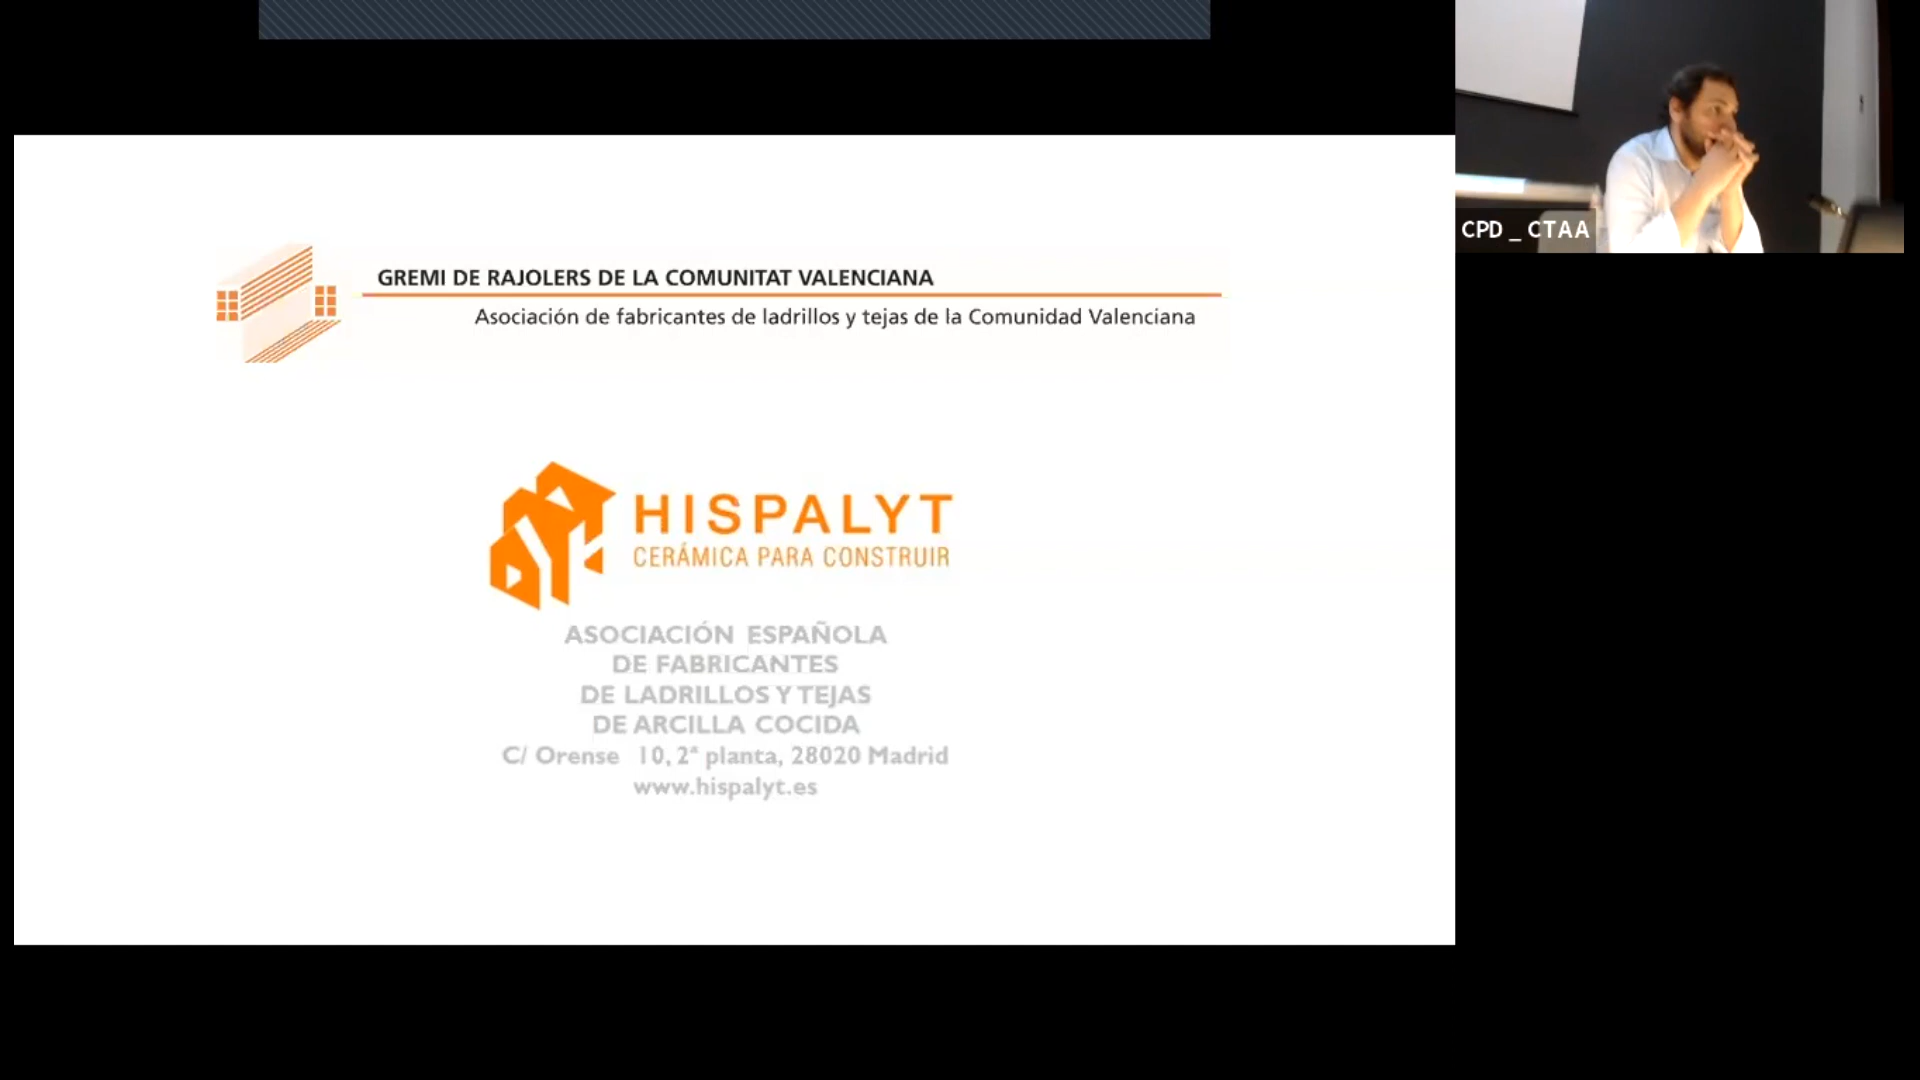 GREMI DE RAJOLERS DE LA COMUNITAT VALENCIANA
Asociación de fabricantes de ladrillos y tejas de la Comunidad Valenciana
HISPALYT
CERÁMICA PARA CONSTRUIR
ASOCIACIÓN ESPAÑOLA
DE FABRICANTES
DE LADRILLOS Y TEJAS
DE ARCILLA COCIDA
C/ Orense 10, 2ª planta, 28020 Madrid
www.hispalyt.es
CPD _ CTAA